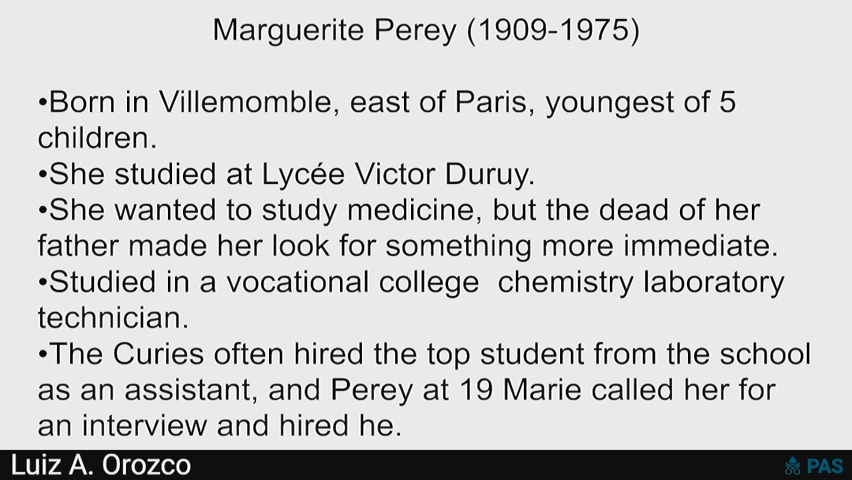 Marguerite Perey (1909-1975)
•Born in Villemomble, east of Paris, youngest of 5
children.
•She studied at Lycée Victor Duruy.
•She wanted to study medicine, but the dead of her
father made her look for something more immediate.
•Studied in a vocational college  chemistry laboratory
technician.
•The Curies often hired the top student from the school
as an assistant, and Perey at 19 Marie called her for
an interview and hired he.
Luiz A. Orozco
PAS